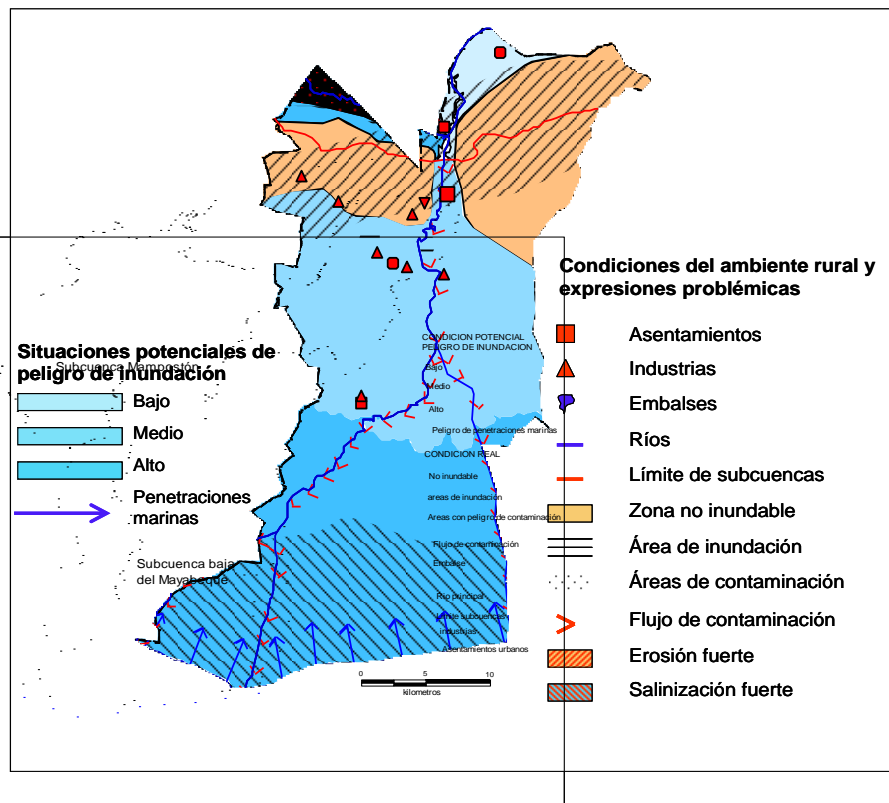 Condiciones del ambiente rural y
expresiones problémicas
Asentamientos
Industrias
Embalses
Ríos
Límite de subcuencas
Zona no inundable
Área de inundación
Áreas de contaminación
Flujo de contaminación
Erosión fuerte
Salinización fuerte
Situaciones potenciales de
peligro de inundación
Subcuenca Mampostón
Bajo
Medio
Alto
Penetraciones
marinas
Subcuenca baja
del Mayabeque
CONDICION POTENCIAL
PELIGRO DE INUNDACION
Bajo
Medio
Alto
Peligro de penetraciones marinas
CONDICION REAL
No inundable
areas de inundación
Areas con peligro de contaminación
Flujo de contaminación
Embalse
Rio principal
Limite subcuencas
industrias
Asentamientos urbanos
0 5 10
kilometros